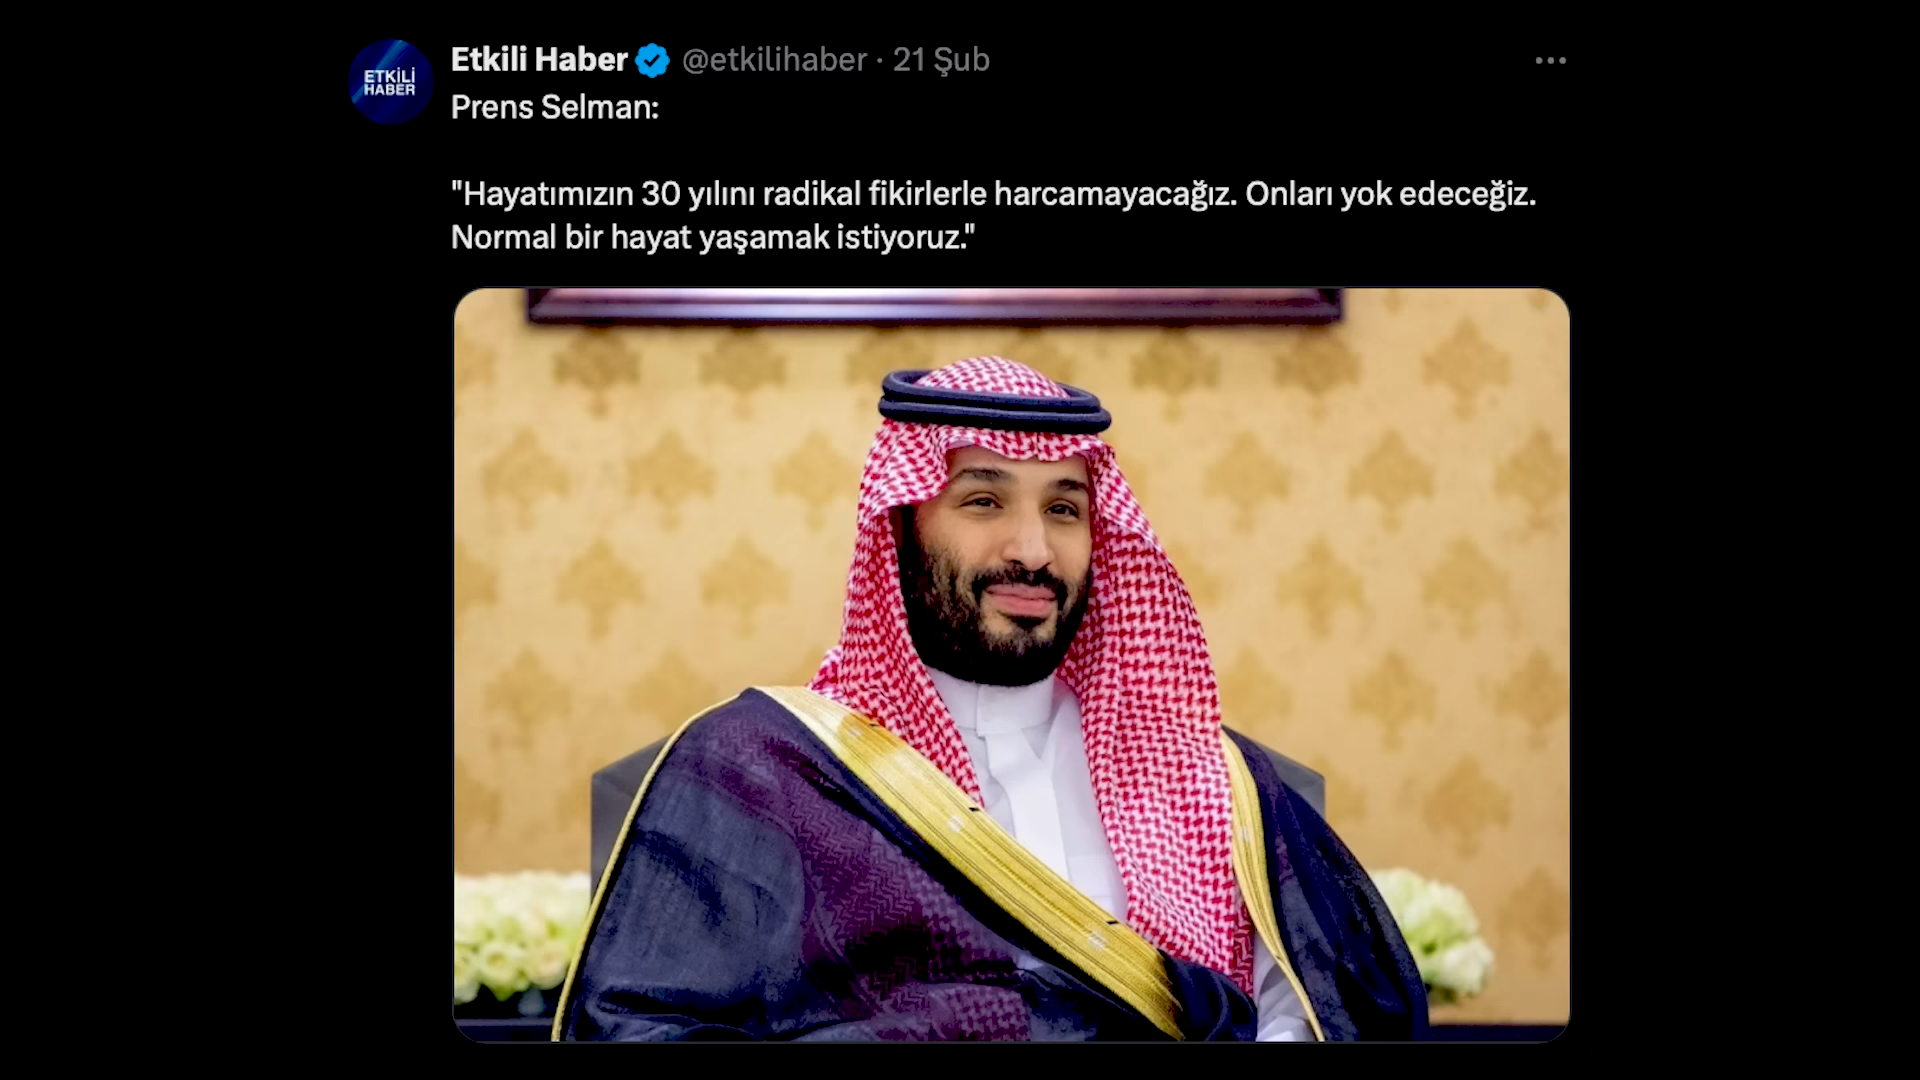 ETKİLİ
HABER
Etkili Haber @etkilihaber · 21 Şub
Prens Selman:
"Hayatımızın 30 yılını radikal fikirlerle harcamayacağız. Onları yok edeceğiz.
Normal bir hayat yaşamak istiyoruz."